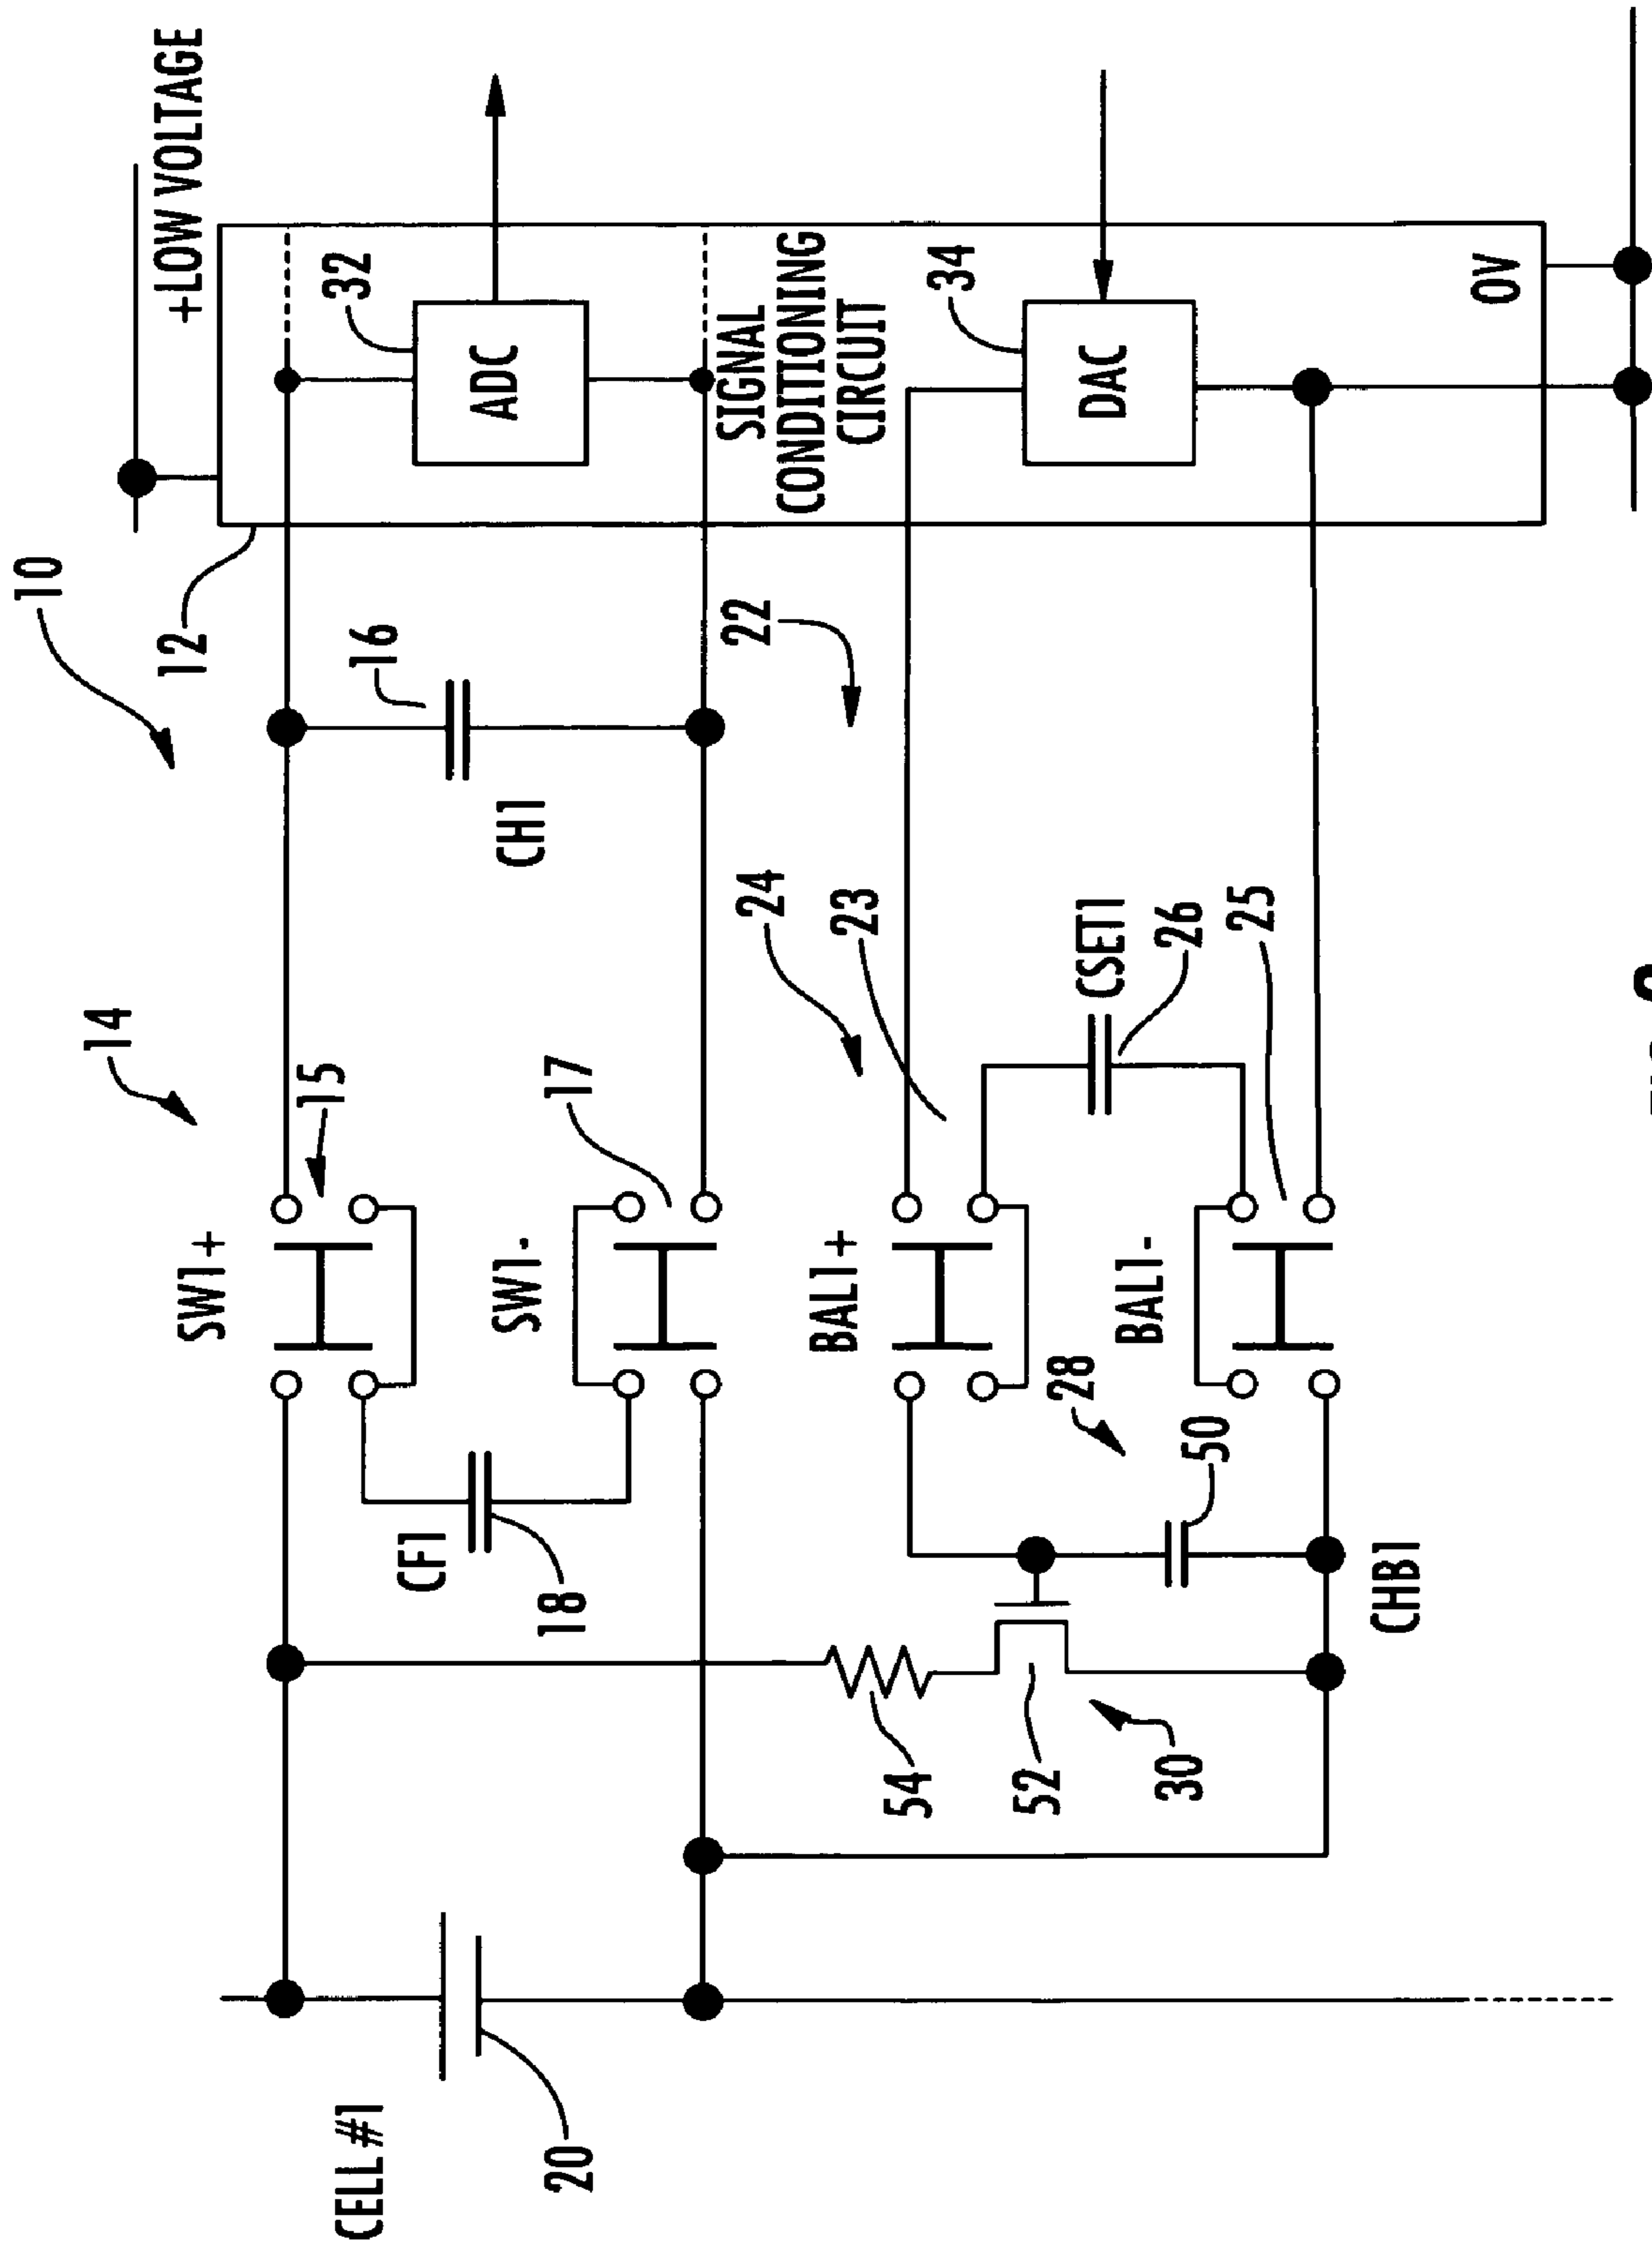 +LOW VOLTAGE
10
12
14
15
SW1+
16
CH1
32
ADC
CF1
18
SW1-
17
CELL #1
20
SIGNAL
CONDITIONING
CIRCUIT
22
24
23
BAL1+
34
DAC
54
52
28
CSET1
26
BAL1-
25
50
30
CHB1
0V